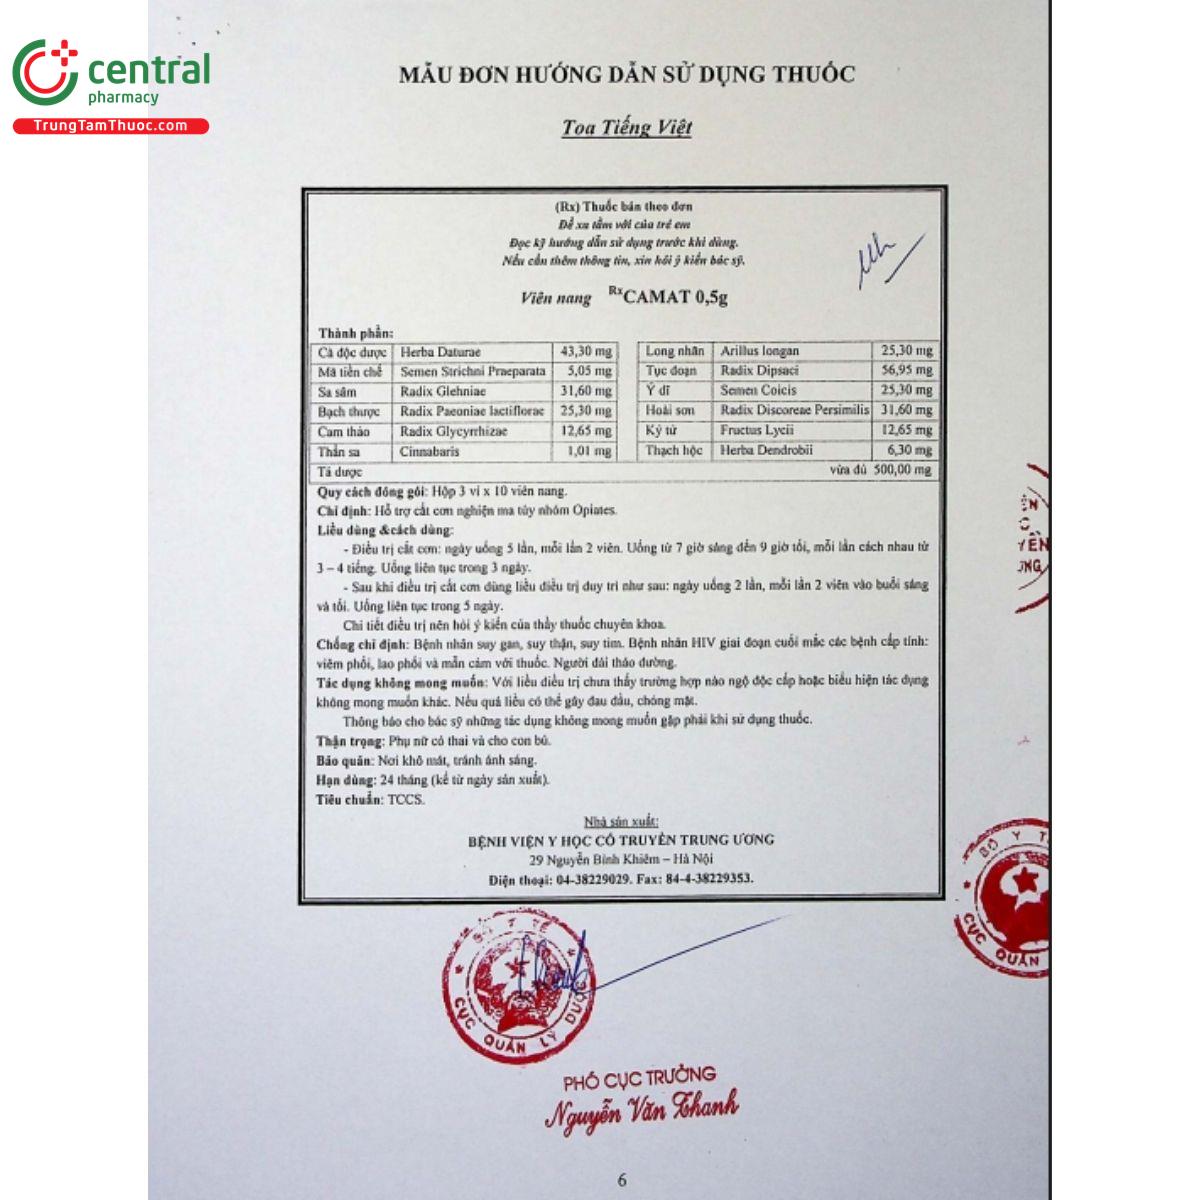 central
pharmacy
TrungTamThuoc.com
MẪU ĐƠN HƯỚNG DẪN SỬ DỤNG THUỐC
Toa Tiếng Việt
(Rx) Thuốc bán theo đơn
Để xa tầm với của trẻ em
Đọc kỹ hướng dẫn sử dụng trước khi dùng.
Nếu cần thêm thông tin, xin hỏi ý kiến bác sỹ.
Viên nang RxCAMAT 0,5g
Thành phần:
Cà độc dược Herba Daturae 43,30 mg Long nhãn Arillus longan 25,30 mg
Mã tiền chế Semen Strichni Praeparata 5,05 mg Tục đoạn Radix Dipsaci 56,95 mg
Sa sâm Radix Glehniae 31,60 mg Ý dĩ Semen Coicis 25,30 mg
Bạch thược Radix Paeoniae lactiflorae 25,30 mg Hoài sơn Radix Discoreae Persimilis 31,60 mg
Cam thảo Radix Glycyrrhizae 12,65 mg Kỷ tử Fructus Lycii 12,65 mg
Thần sa Cinnabaris 1,01 mg Thạch hộc Herba Dendrobii 6,30 mg
Tá dược vừa đủ 500,00 mg
Quy cách đóng gói: Hộp 3 vỉ x 10 viên nang.
Chỉ định: Hỗ trợ cắt cơn nghiện ma túy nhóm Opiates.
Liều dùng &cách dùng:
- Điều trị cắt cơn: ngày uống 5 lần, mỗi lần 2 viên. Uống từ 7 giờ sáng đến 9 giờ tối, mỗi lần cách nhau từ
3 – 4 tiếng. Uống liên tục trong 3 ngày.
- Sau khi điều trị cắt cơn dùng liều điều trị duy trì như sau: ngày uống 2 lần, mỗi lần 2 viên vào buổi sáng
và tối. Uống liên tục trong 5 ngày.
Chi tiết điều trị nên hỏi ý kiến của thầy thuốc chuyên khoa.
Chống chỉ định: Bệnh nhân suy gan, suy thận, suy tim. Bệnh nhân HIV giai đoạn cuối mắc các bệnh cấp tính:
viêm phổi, lao phổi và mẫn cảm với thuốc. Người đái tháo đường.
Tác dụng không mong muốn: Với liều điều trị chưa thấy trường hợp nào ngộ độc cấp hoặc biểu hiện tác dụng
không mong muốn khác. Nếu quá liều có thể gây đau đầu, chóng mặt.
Thông báo cho bác sỹ những tác dụng không mong muốn gặp phải khi sử dụng thuốc.
Thận trọng: Phụ nữ có thai và cho con bú.
Bảo quản: Nơi khô mát, tránh ánh sáng.
Hạn dùng: 24 tháng (kể từ ngày sản xuất).
Tiêu chuẩn: TCCS.
Nhà sản xuất:
BỆNH VIỆN Y HỌC CỔ TRUYỀN TRUNG ƯƠNG
29 Nguyễn Bỉnh Khiêm – Hà Nội
Điện thoại: 04-38229029. Fax: 84-4-38229353.
BỘ Y TẾ
CỤC QUẢN LÝ DƯỢC
BỘ Y T
CỤC QUẢN
PHÓ CỤC TRƯỞNG
Nguyễn Văn Thanh
6